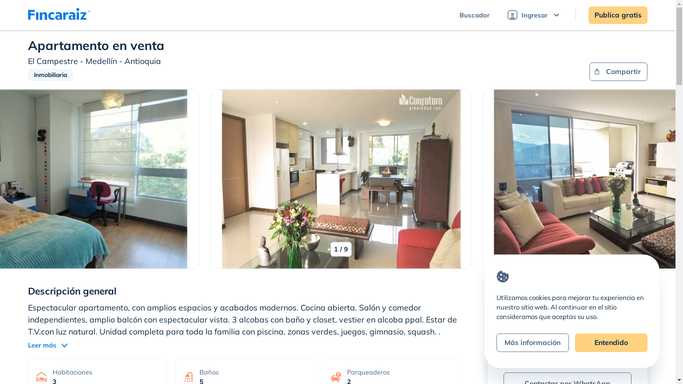 Fincaraiz
Buscador
Ingresar
Publica gratis
Apartamento en venta
El Campestre - Medellín - Antioquia
Inmobiliaria
Compartir
Conjutura
1 / 9
Descripción general
Espectacular apartamento, con amplios espacios y acabados modernos. Cocina abierta. Salón y comedor
independientes, amplio balcón con espectacular vista. 3 alcobas con baño y closet, vestier en alcoba ppal. Estar de
T.V.con luz natural. Unidad completa para toda la familia con piscina, zonas verdes, juegos, gimnasio, squash. .
Leer más
Habitaciones
3
Baños
5
Parqueaderos
2
Utilizamos cookies para mejorar tu experiencia en
nuestro sitio web. Al continuar en el sitio
consideramos que aceptas su uso.
Más información
Entendido
Contactar por WhatsApp